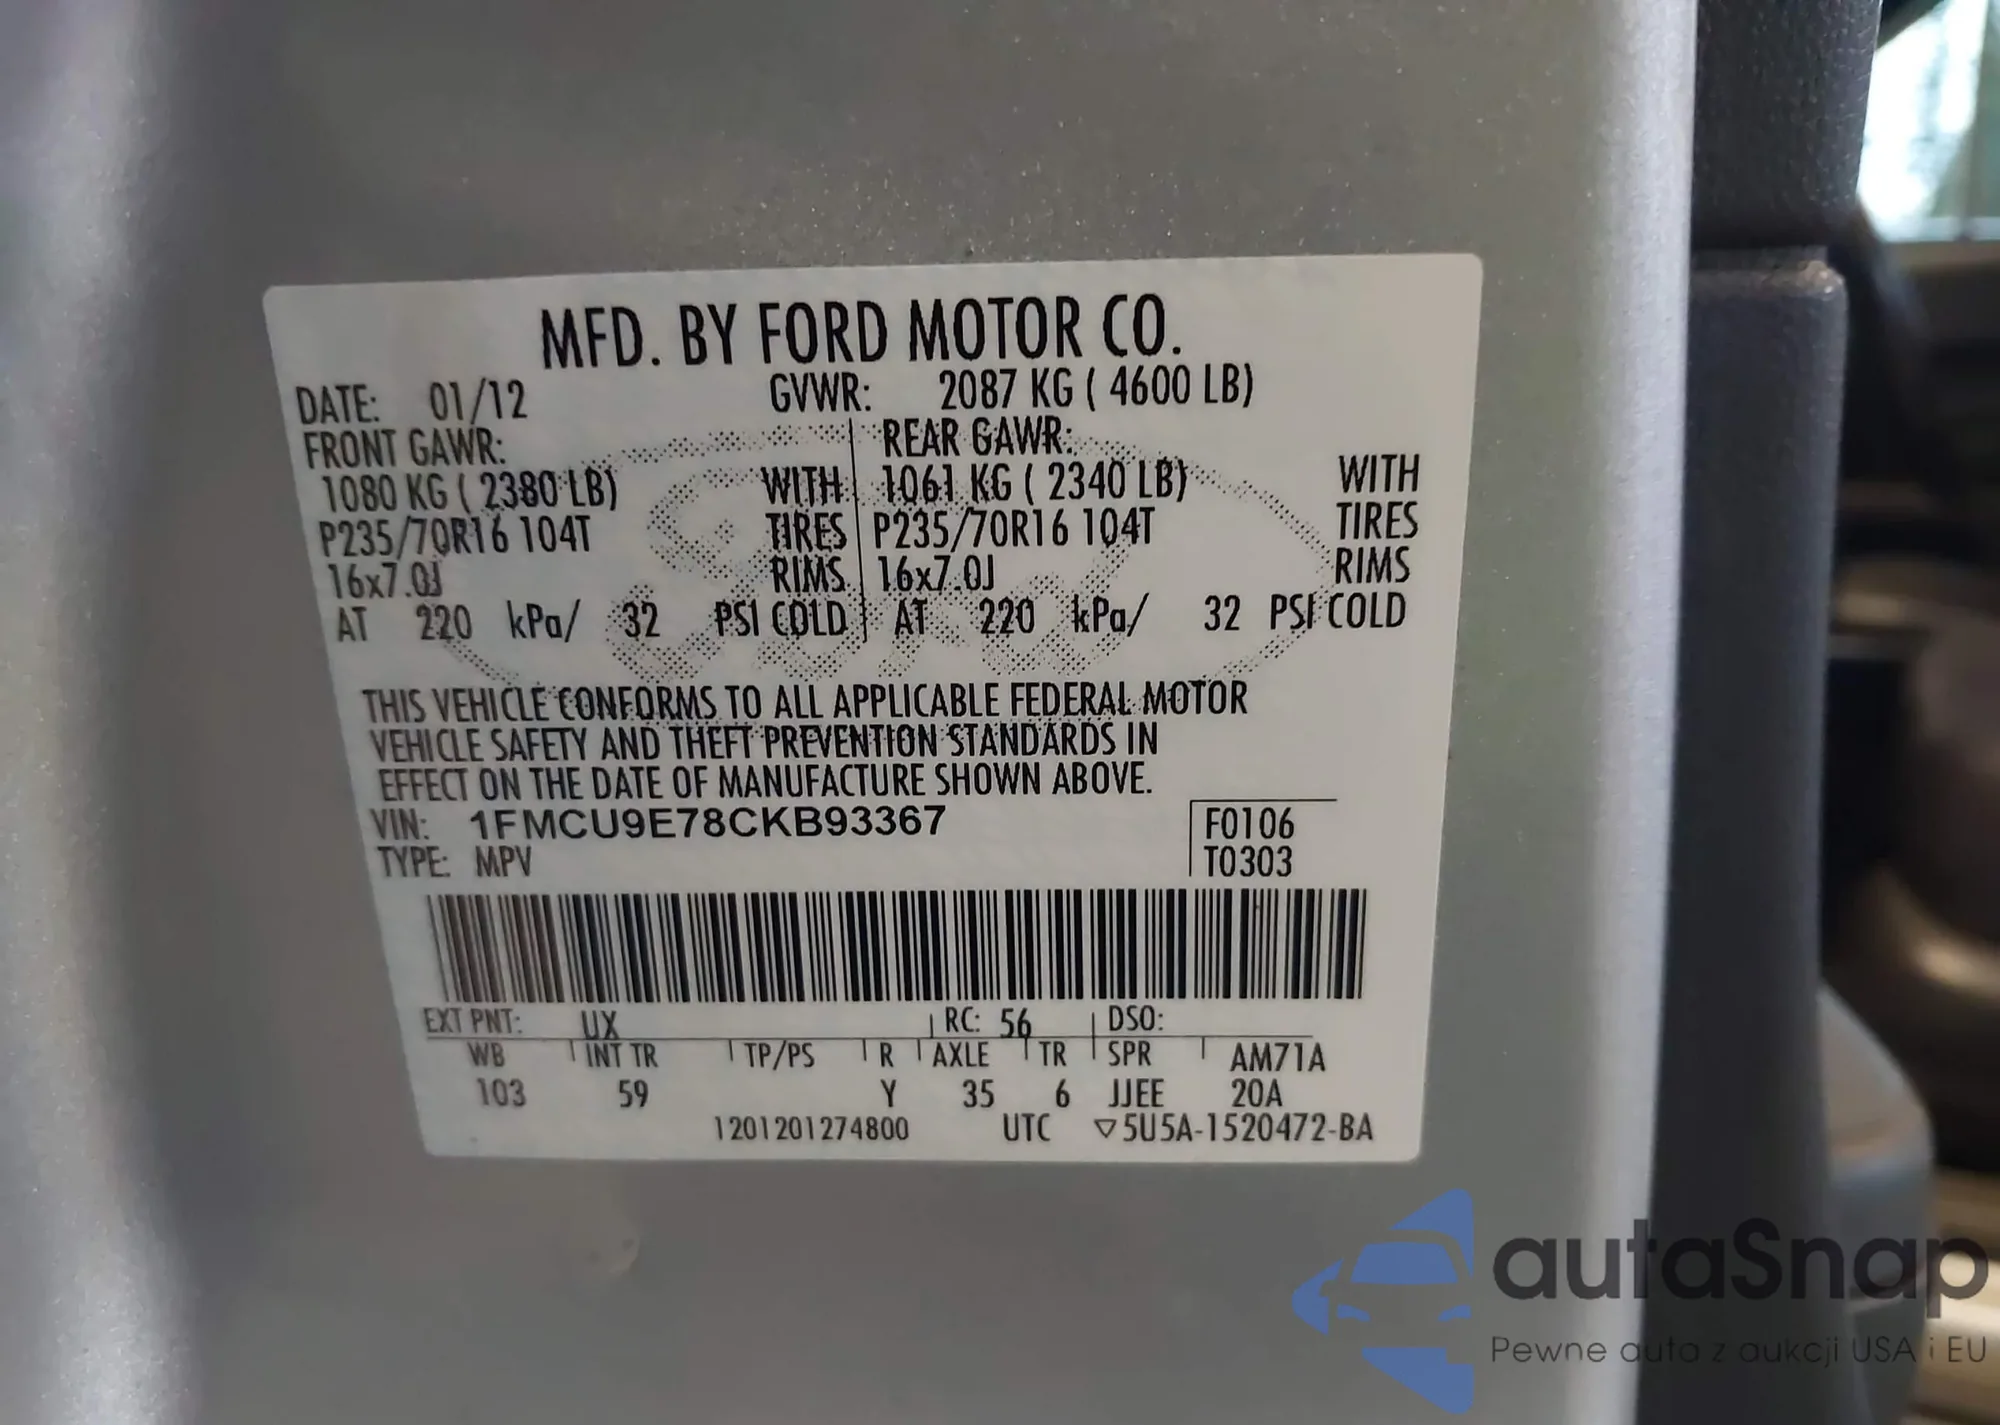 MFD. BY FORD MOTOR CO.
DATE: 01/12 GVWR: 2087 KG ( 4600 LB)
FRONT GAWR: REAR GAWR:
1080 KG ( 2380 LB) WITH 1061 KG ( 2340 LB) WITH
P235/70R16 104T TIRES P235/70R16 104T TIRES
16x7.0J RIMS 16x7.0J RIMS
AT 220 kPa/ 32 PSI COLD AT 220 kPa/ 32 PSI COLD
Ford
THIS VEHICLE CONFORMS TO ALL APPLICABLE FEDERAL MOTOR
VEHICLE SAFETY AND THEFT PREVENTION STANDARDS IN
EFFECT ON THE DATE OF MANUFACTURE SHOWN ABOVE.
VIN: 1FMCU9E78CKB93367 F0106
TYPE: MPV T0303
EXT PNT: UX RC: 56 DSO:
WB INT TR TP/PS R AXLE TR SPR AM71A
103 59 Y 35 6 JJEE 20A
1201201274800 UTC ▽5U5A-1520472-BA
autaSnap
Pewne auta z aukcji USA i EU